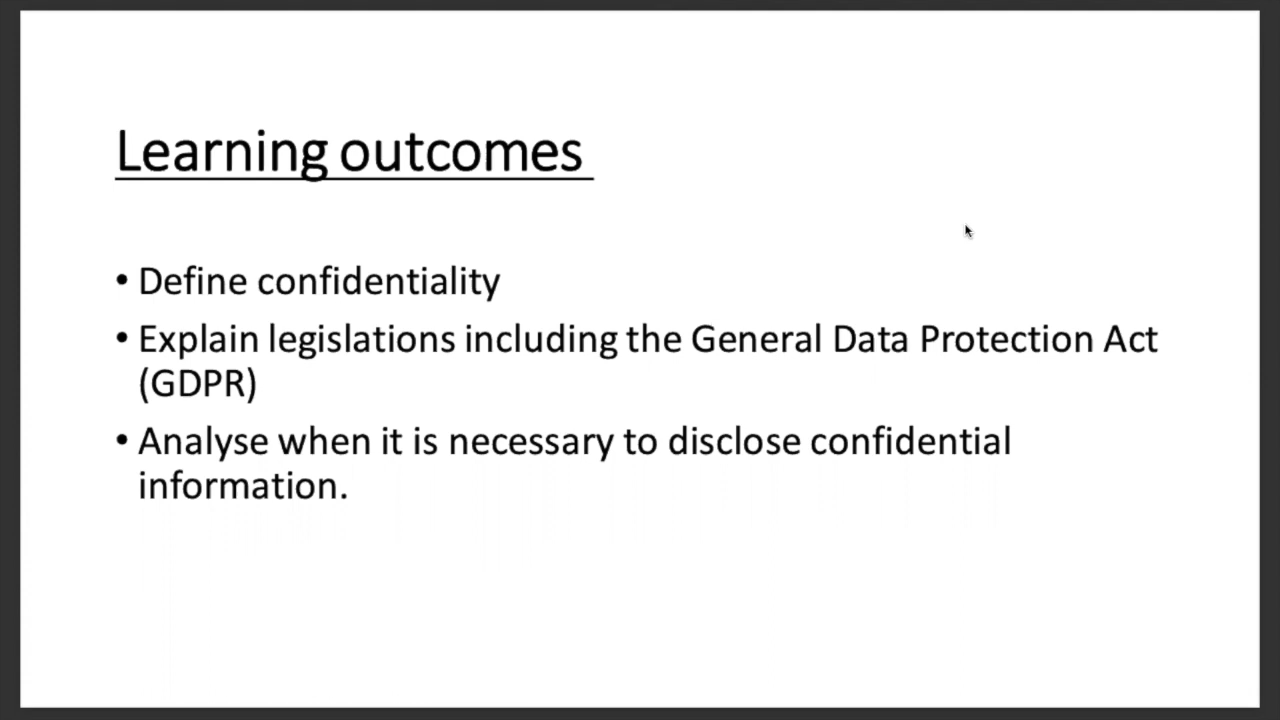 Learning outcomes
• Define confidentiality
• Explain legislations including the General Data Protection Act
(GDPR)
• Analyse when it is necessary to disclose confidential
information.